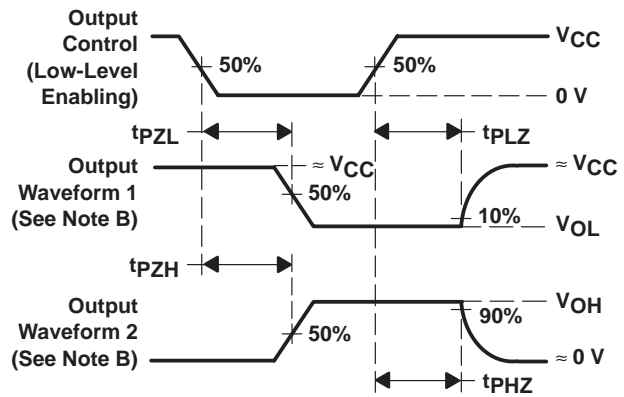 Output
Control
(Low-Level
Enabling)
50%
50%
VCC
0 V
tPZL
tPLZ
Output
Waveform 1
(See Note B)
≈ VCC
50%
≈ VCC
10%
VOL
tPZH
Output
Waveform 2
(See Note B)
50%
VOH
90%
≈ 0 V
tPHZ